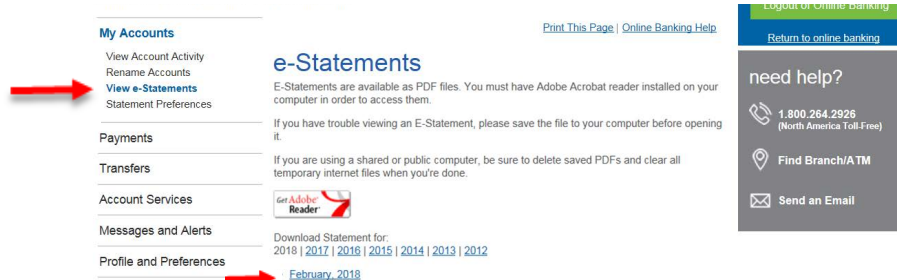 My Accounts
View Account Activity
Rename Accounts
View e-Statements
Statement Preferences
Payments
Transfers
Account Services
Messages and Alerts
Profile and Preferences
Print This Page | Online Banking Help
e-Statements
E-Statements are available as PDF files. You must have Adobe Acrobat reader installed on your
computer in order to access them.
If you have trouble viewing an E-Statement, please save the file to your computer before opening
it.
If you are using a shared or public computer, be sure to delete saved PDFs and clear all
temporary internet files when you're done.
Get Adobe
Reader
Download Statement for:
2018 | 2017 | 2016 | 2015 | 2014 | 2013 | 2012
February, 2018
Logout of Online Banking
Return to online banking
need help?
1.800.264.2926
(North America Toll-Free)
Find Branch/ATM
Send an Email